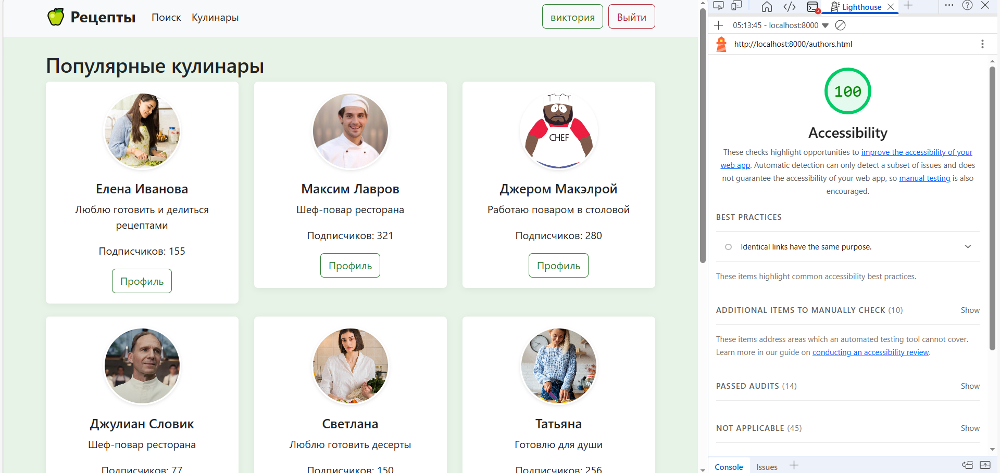 Рецепты
Поиск
Кулинары
виктория
Выйти
Популярные кулинары
CHEF
Елена Иванова
Люблю готовить и делиться
рецептами
Подписчиков: 155
Профиль
Максим Лавров
Шеф-повар ресторана
Подписчиков: 321
Профиль
Джером Макэлрой
Работаю поваром в столовой
Подписчиков: 280
Профиль
Джулиан Словик
Шеф-повар ресторана
Подписчиков: 77
Светлана
Люблю готовить десерты
Подписчиков: 150
Татьяна
Готовлю для души
Подписчиков: 256
Lighthouse
05:13:45 - localhost:8000
http://localhost:8000/authors.html
100
Accessibility
These checks highlight opportunities to improve the accessibility of your
web app. Automatic detection can only detect a subset of issues and does
not guarantee the accessibility of your web app, so manual testing is also
encouraged.
BEST PRACTICES
Identical links have the same purpose.
These items highlight common accessibility best practices.
ADDITIONAL ITEMS TO MANUALLY CHECK (10)
Show
These items address areas which an automated testing tool cannot cover.
Learn more in our guide on conducting an accessibility review.
PASSED AUDITS (14)
Show
NOT APPLICABLE (45)
Show
Console
Issues